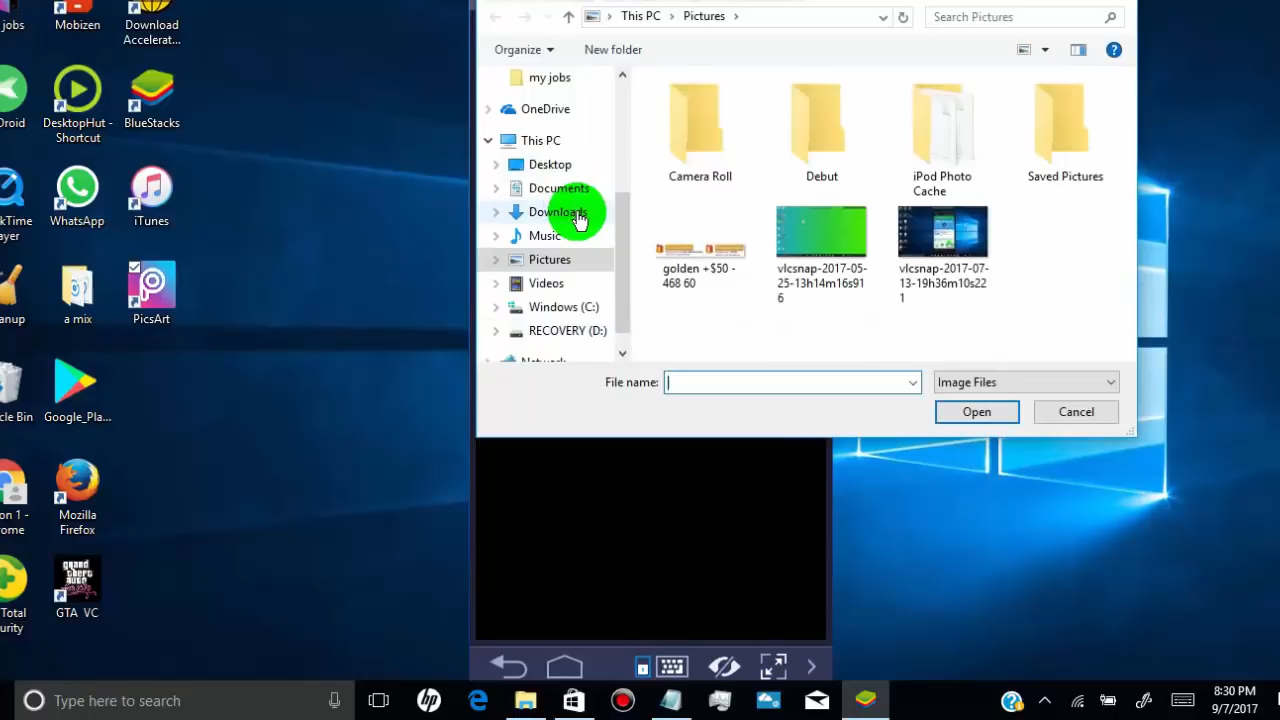 jobs
Mobizen
Download
Accelerat...
Droid
DesktopHut -
Shortcut
BlueStacks
ckTime
ayer
WhatsApp
iTunes
anup
a mix
PicsArt
cle Bin
Google_Pla...
on 1 -
rome
Mozilla
Firefox
Total
urity
GTA VC
This PC
Pictures
Search Pictures
Organize
New folder
my jobs
OneDrive
This PC
Desktop
Documents
Downloads
Music
Pictures
Videos
Windows (C:)
RECOVERY (D:)
Network
Camera Roll
Debut
iPod Photo
Cache
Saved Pictures
golden +$50 -
468 60
vlcsnap-2017-05-
25-13h14m16s91
6
vlcsnap-2017-07-
13-19h36m10s22
1
File name:
Image Files
Open
Cancel
Type here to search
8:30 PM
9/7/2017